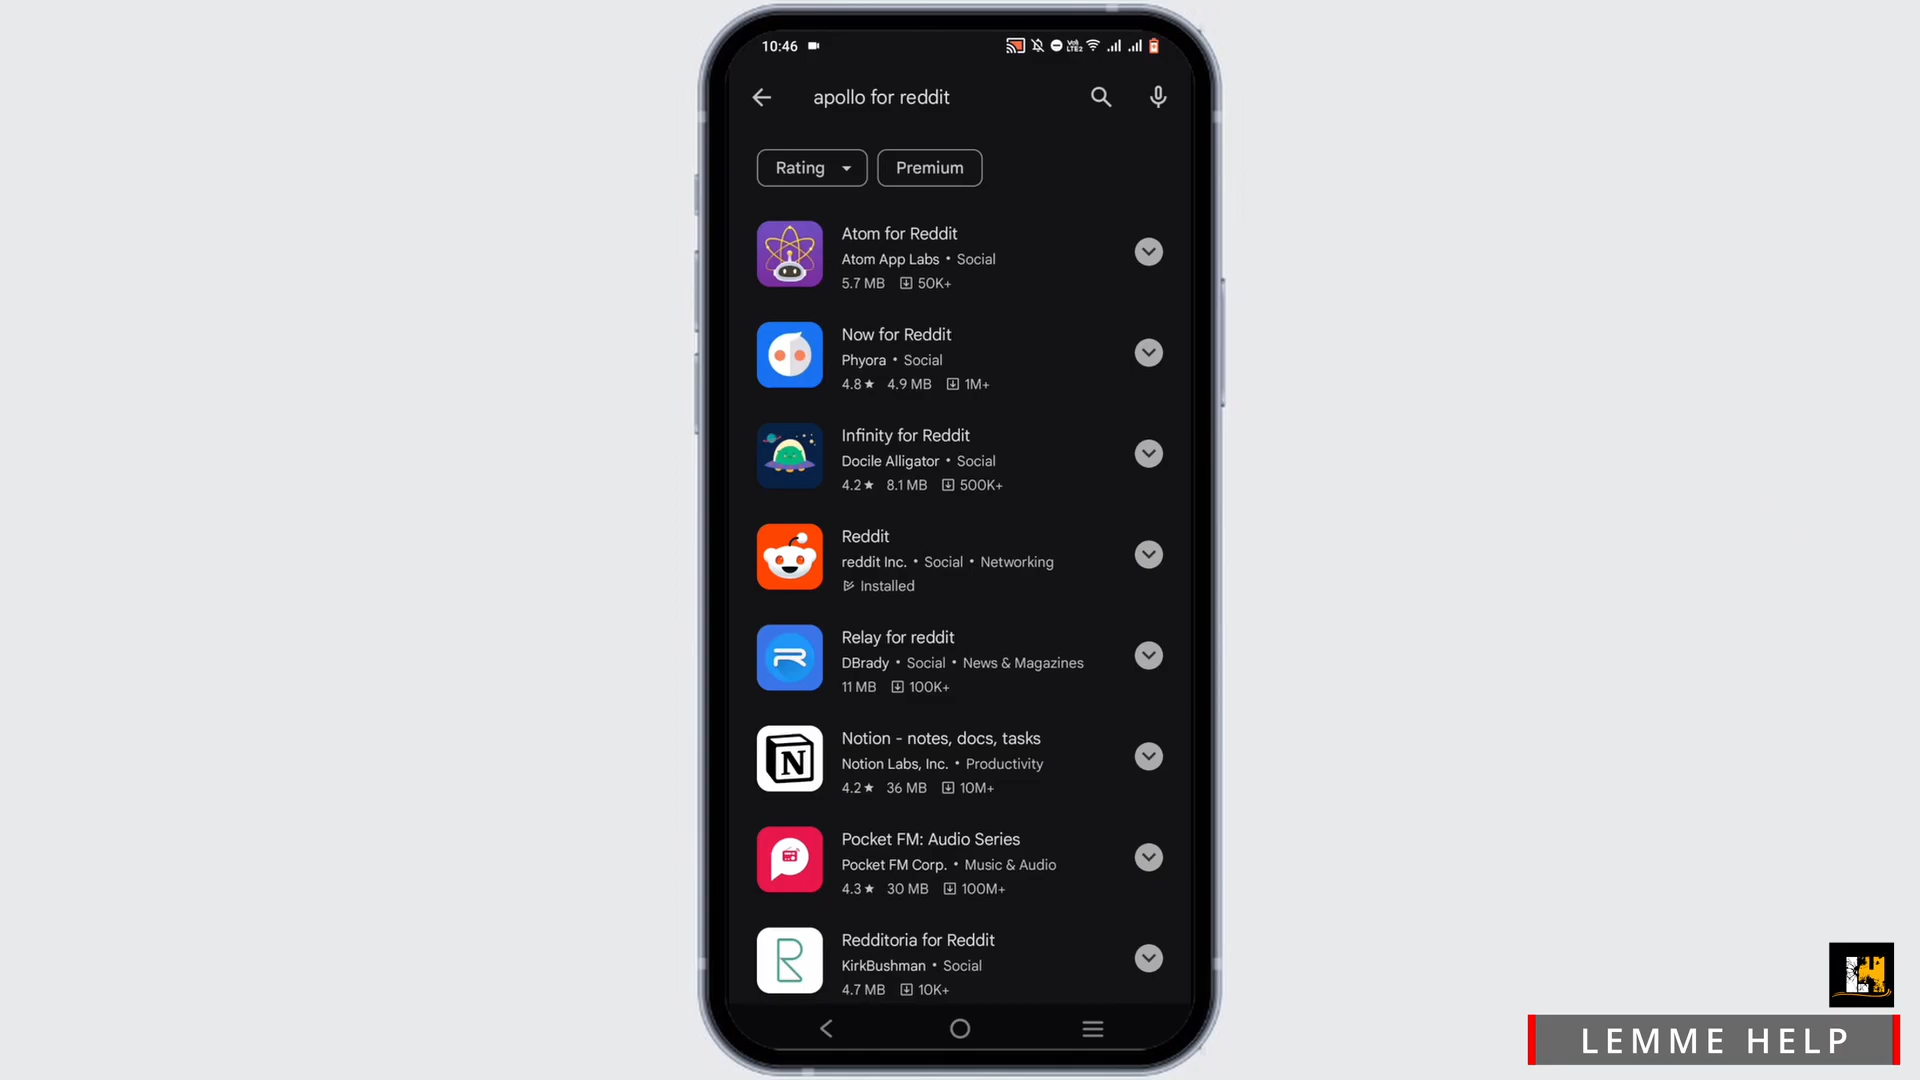 10:46
apollo for reddit
Rating
Premium
Atom for Reddit
Atom App Labs • Social
5.7 MB 50K+
Now for Reddit
Phyora • Social
4.8★ 4.9 MB 1M+
Infinity for Reddit
Docile Alligator • Social
4.2★ 8.1 MB 500K+
Reddit
reddit Inc. • Social • Networking
Installed
Relay for reddit
DBrady • Social • News & Magazines
11 MB 100K+
Notion - notes, docs, tasks
Notion Labs, Inc. • Productivity
4.2★ 36 MB 10M+
Pocket FM: Audio Series
Pocket FM Corp. • Music & Audio
4.3★ 30 MB 100M+
Redditoria for Reddit
KirkBushman • Social
4.7 MB 10K+
LEMME HELP